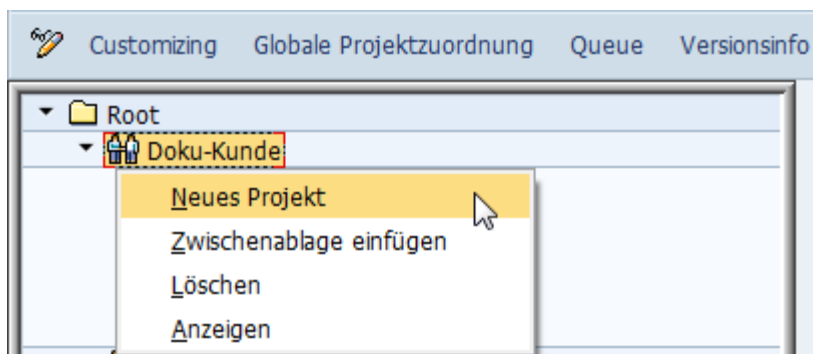 Customizing Globale Projektzuordnung Queue Versionsinfo
Root
Doku-Kunde
Neues Projekt
Zwischenablage einfügen
Löschen
Anzeigen